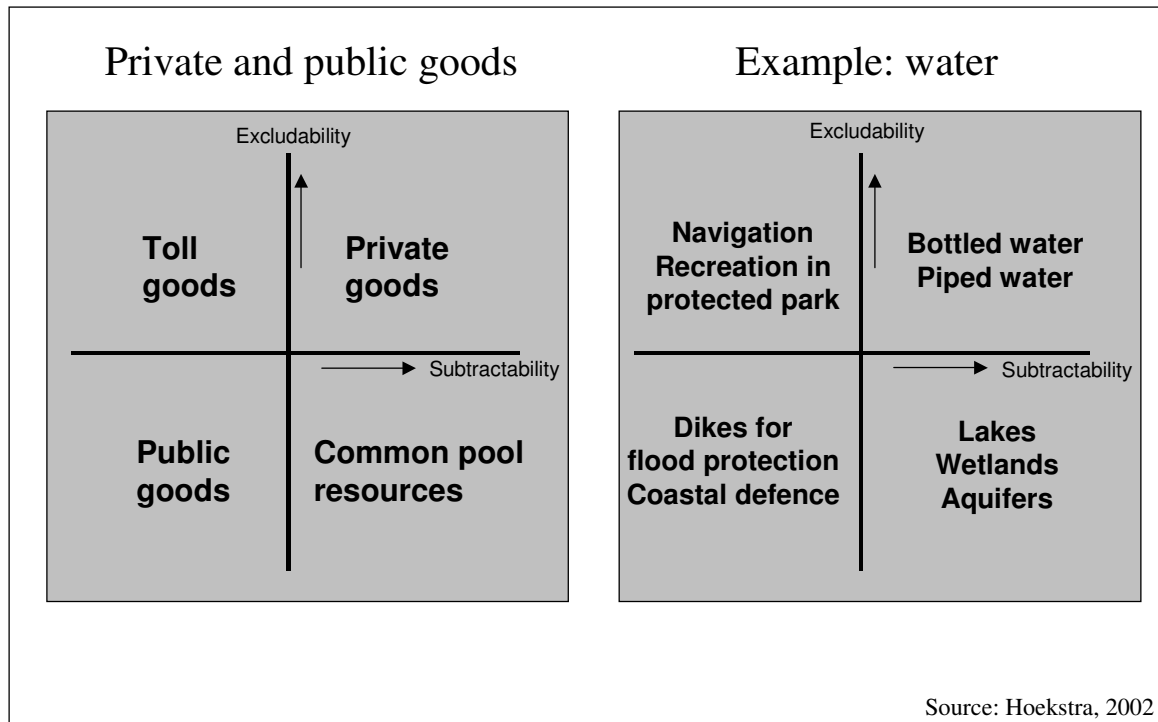 Private and public goods
Excludability
Toll
goods
Private
goods
Subtractability
Public
goods
Common pool
resources
Example: water
Excludability
Navigation
Recreation in
protected park
Bottled water
Piped water
Subtractability
Dikes for
flood protection
Coastal defence
Lakes
Wetlands
Aquifers
Source: Hoekstra, 2002